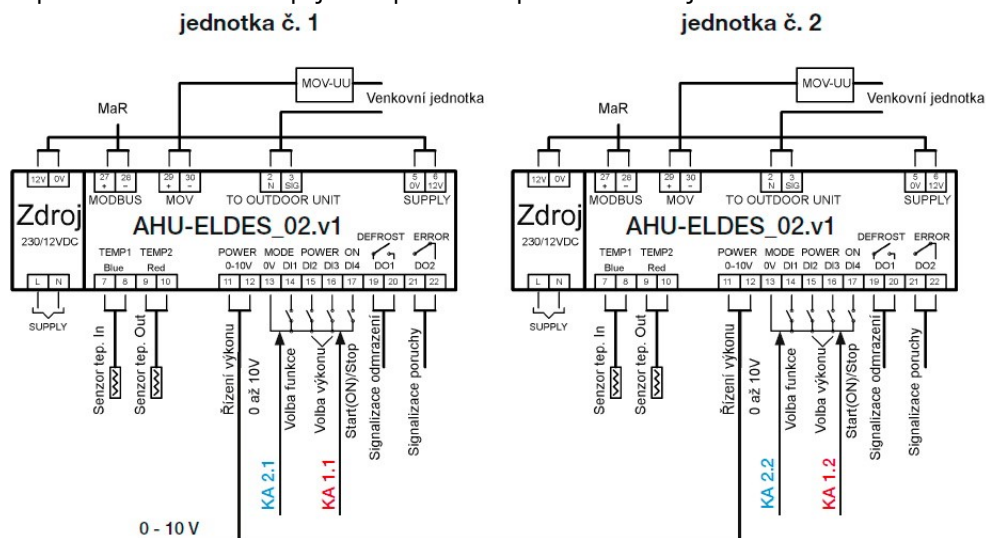 jednotka č. 1
MOV-UU
Venkovní jednotka
MaR
12V 0V
27 28 29 30 2 3 5 6
+ - + - N SIG 0V 12V
MODBUS MOV TO OUTDOOR UNIT SUPPLY
Zdroj
230/12VDC
AHU-ELDES_02.v1
TEMP1 TEMP2 POWER MODE POWER ON DEFROST ERROR
Blue Red 0-10V 0V DI1 DI2 DI3 DI4 DO1 DO2
L N 7 8 9 10 11 12 13 14 15 16 17 19 20 21 22
SUPPLY
Senzor tep. In
Senzor tep. Out
Řízení výkonu
0 až 10V
Volba funkce
Volba výkonu
Start(ON)/Stop
Signalizace odmrazení
Signalizace poruchy
KA 2.1
KA 1.1
0 - 10 V
jednotka č. 2
MOV-UU
Venkovní jednotka
MaR
12V 0V
27 28 29 30 2 3 5 6
+ - + - N SIG 0V 12V
MODBUS MOV TO OUTDOOR UNIT SUPPLY
Zdroj
230/12VDC
AHU-ELDES_02.v1
TEMP1 TEMP2 POWER MODE POWER ON DEFROST ERROR
Blue Red 0-10V 0V DI1 DI2 DI3 DI4 DO1 DO2
L N 7 8 9 10 11 12 13 14 15 16 17 19 20 21 22
SUPPLY
Senzor tep. In
Senzor tep. Out
Řízení výkonu
0 až 10V
Volba funkce
Volba výkonu
Start(ON)/Stop
Signalizace odmrazení
Signalizace poruchy
KA 2.2
KA 1.2